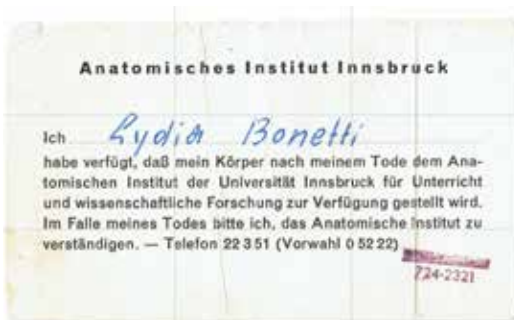 Anatomisches Institut Innsbruck
Ich Lydia Bonetti
habe verfügt, daß mein Körper nach meinem Tode dem Ana-
tomischen Institut der Universität Innsbruck für Unterricht
und wissenschaftliche Forschung zur Verfügung gestellt wird.
Im Falle meines Todes bitte ich, das Anatomische Institut zu
verständigen. — Telefon 22 3 51 (Vorwahl 0 52 22)
724-2321